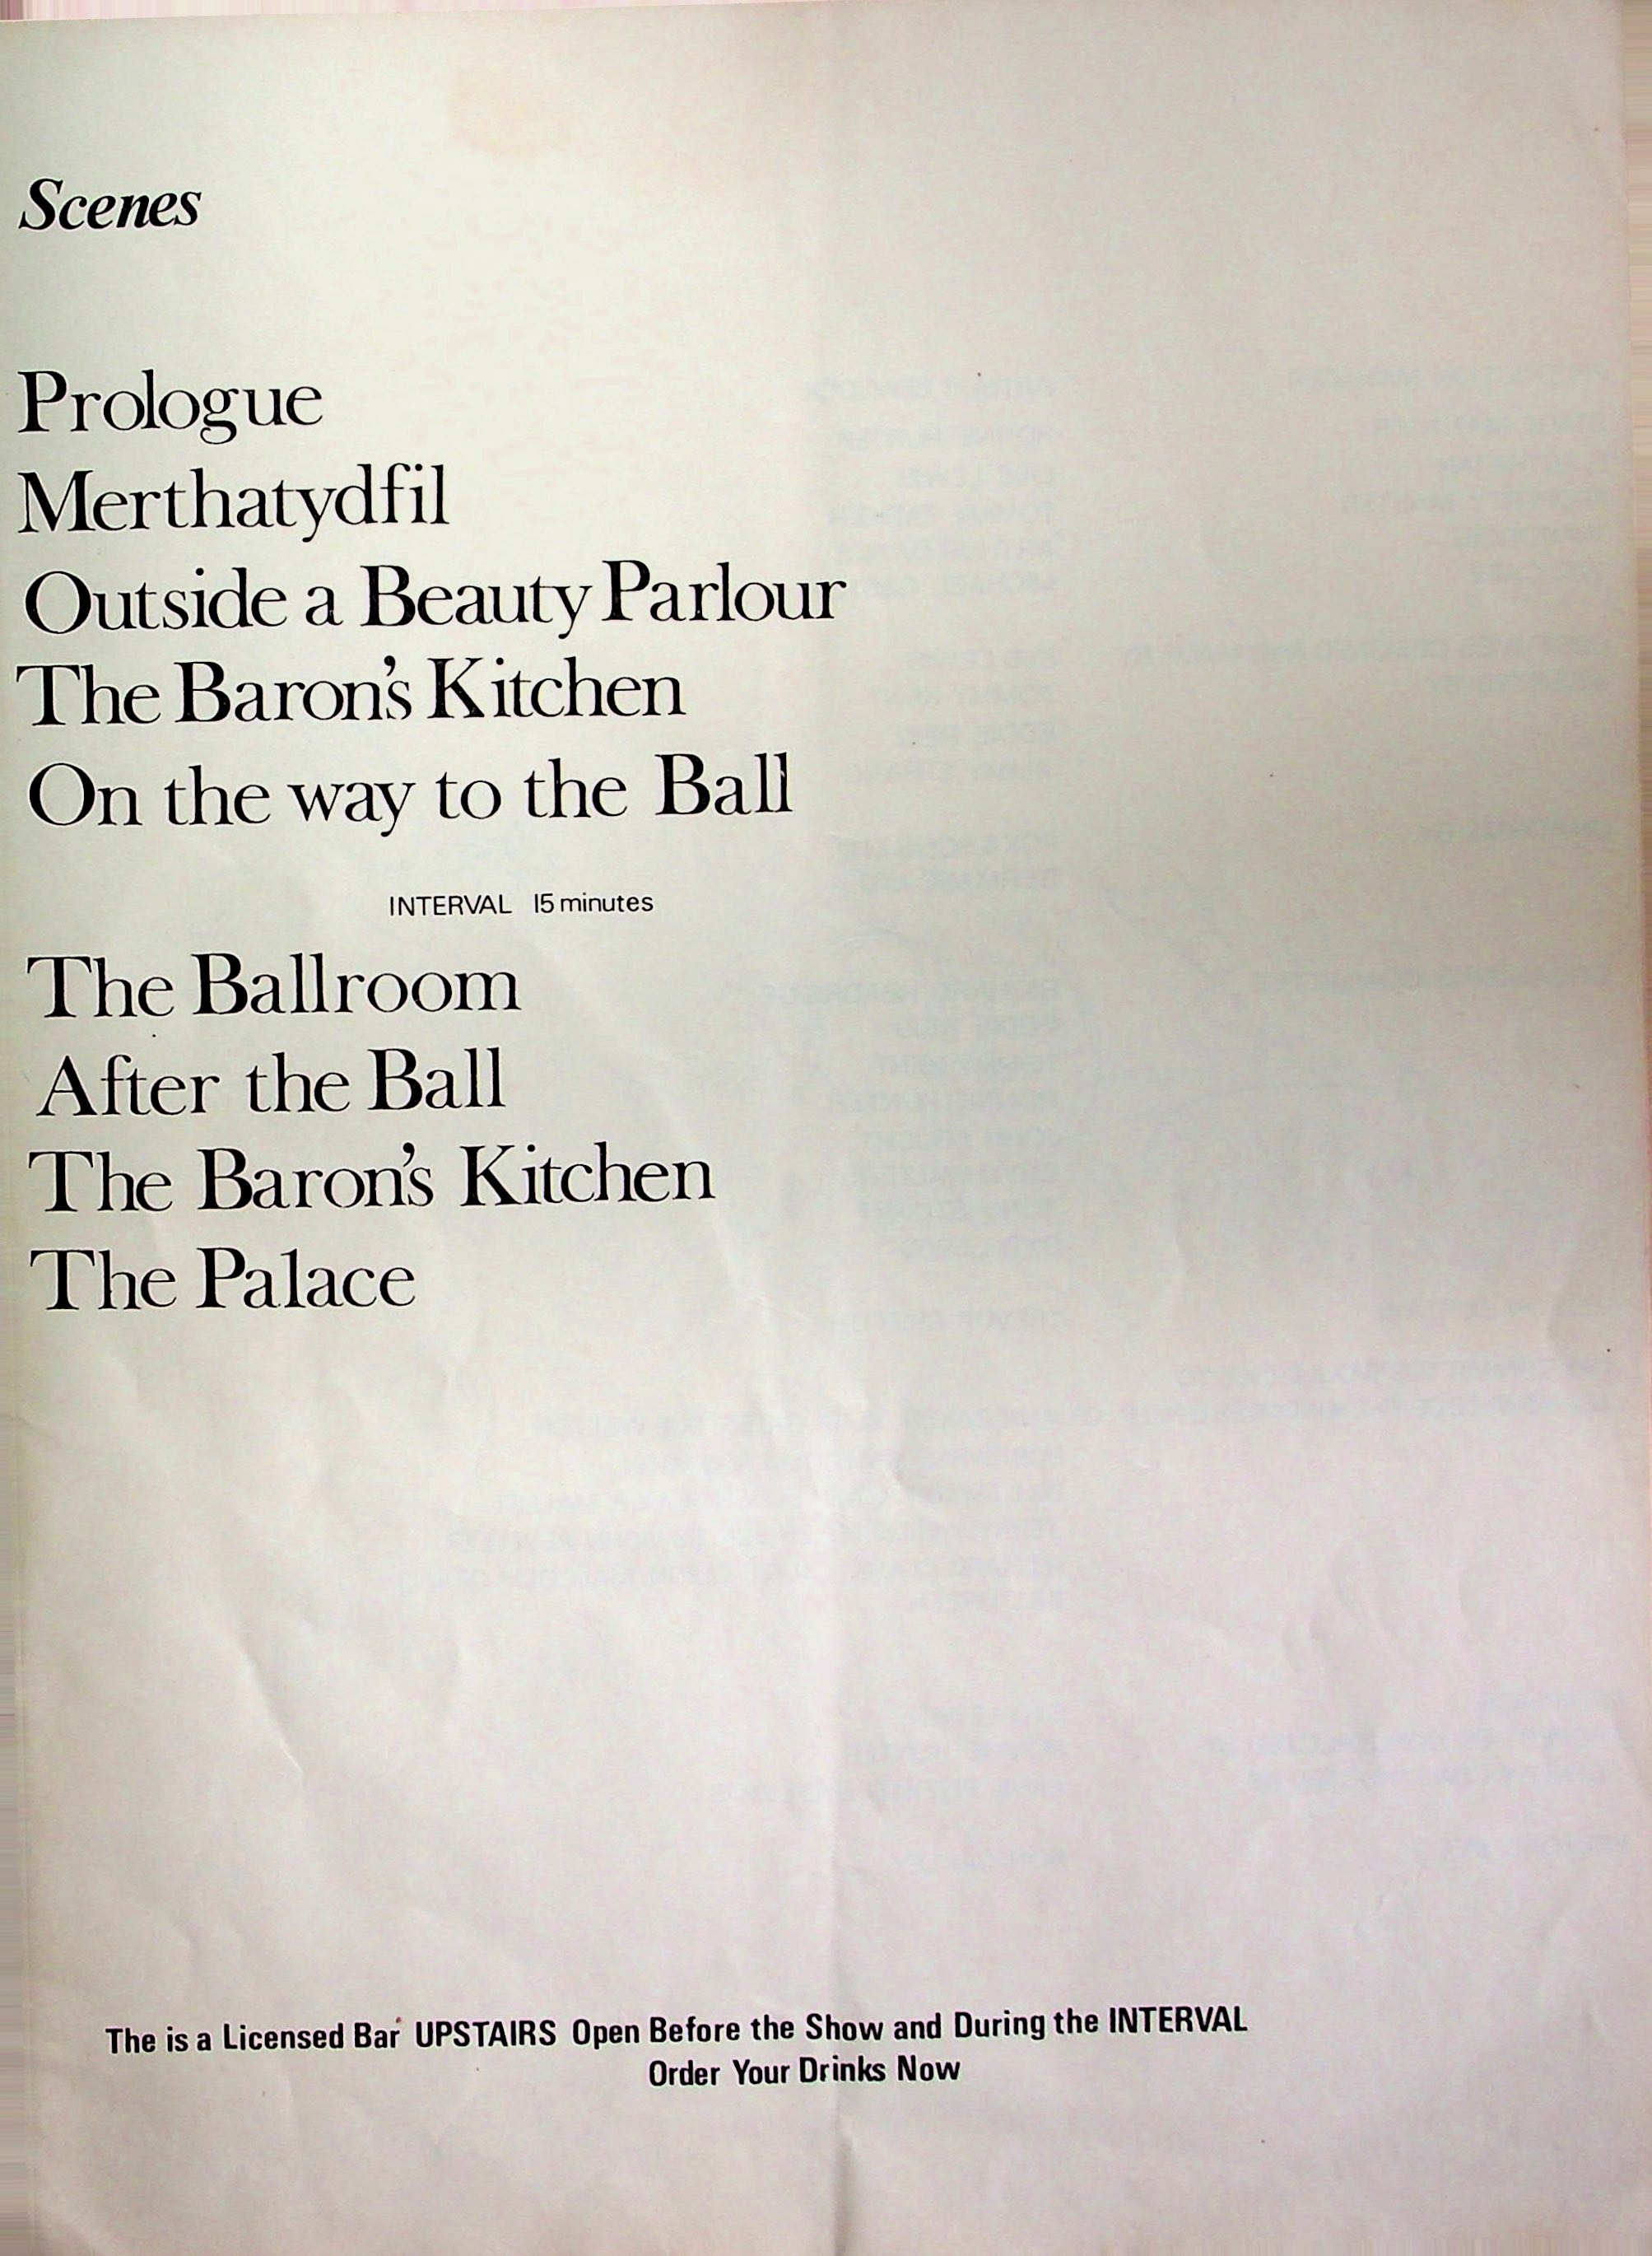 Scenes
Prologue
Merthatydfil
Outside a Beauty Parlour
The Baron's Kitchen
On the way to the Ball
INTERVAL 15 minutes
The Ballroom
After the Ball
The Baron's Kitchen
The Palace
The is a Licensed Bar UPSTAIRS Open Before the Show and During the INTERVAL
Order Your Drinks Now